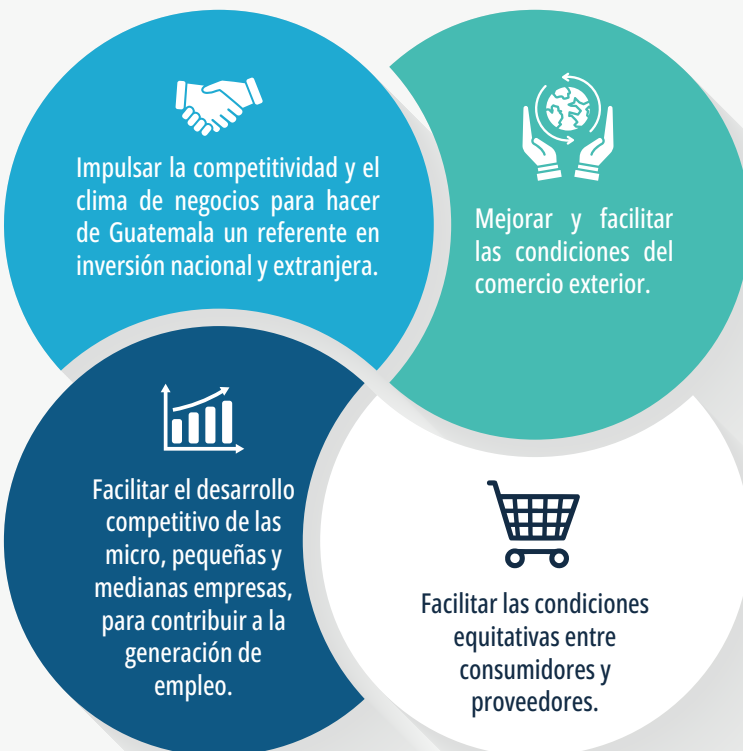 Impulsar la competitividad y el
clima de negocios para hacer
de Guatemala un referente en
inversión nacional y extranjera.
Mejorar y facilitar
las condiciones del
comercio exterior.
Facilitar el desarrollo
competitivo de las
micro, pequeñas y
medianas empresas,
para contribuir a la
generación de
empleo.
Facilitar las condiciones
equitativas entre
consumidores y
proveedores.